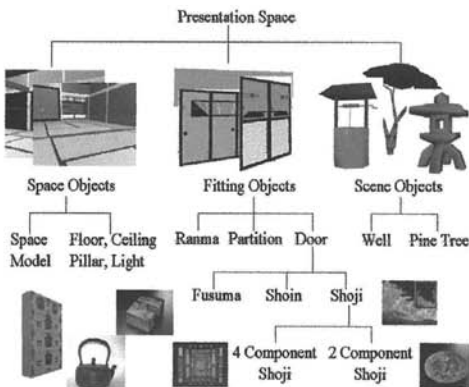 Presentation Space
Space Objects Fitting Objects Scene Objects
Space Model Floor, Ceiling Pillar, Light Ranma Partition Door Well Pine Tree
Fusuma Shoin Shoji
4 Component Shoji 2 Component Shoji